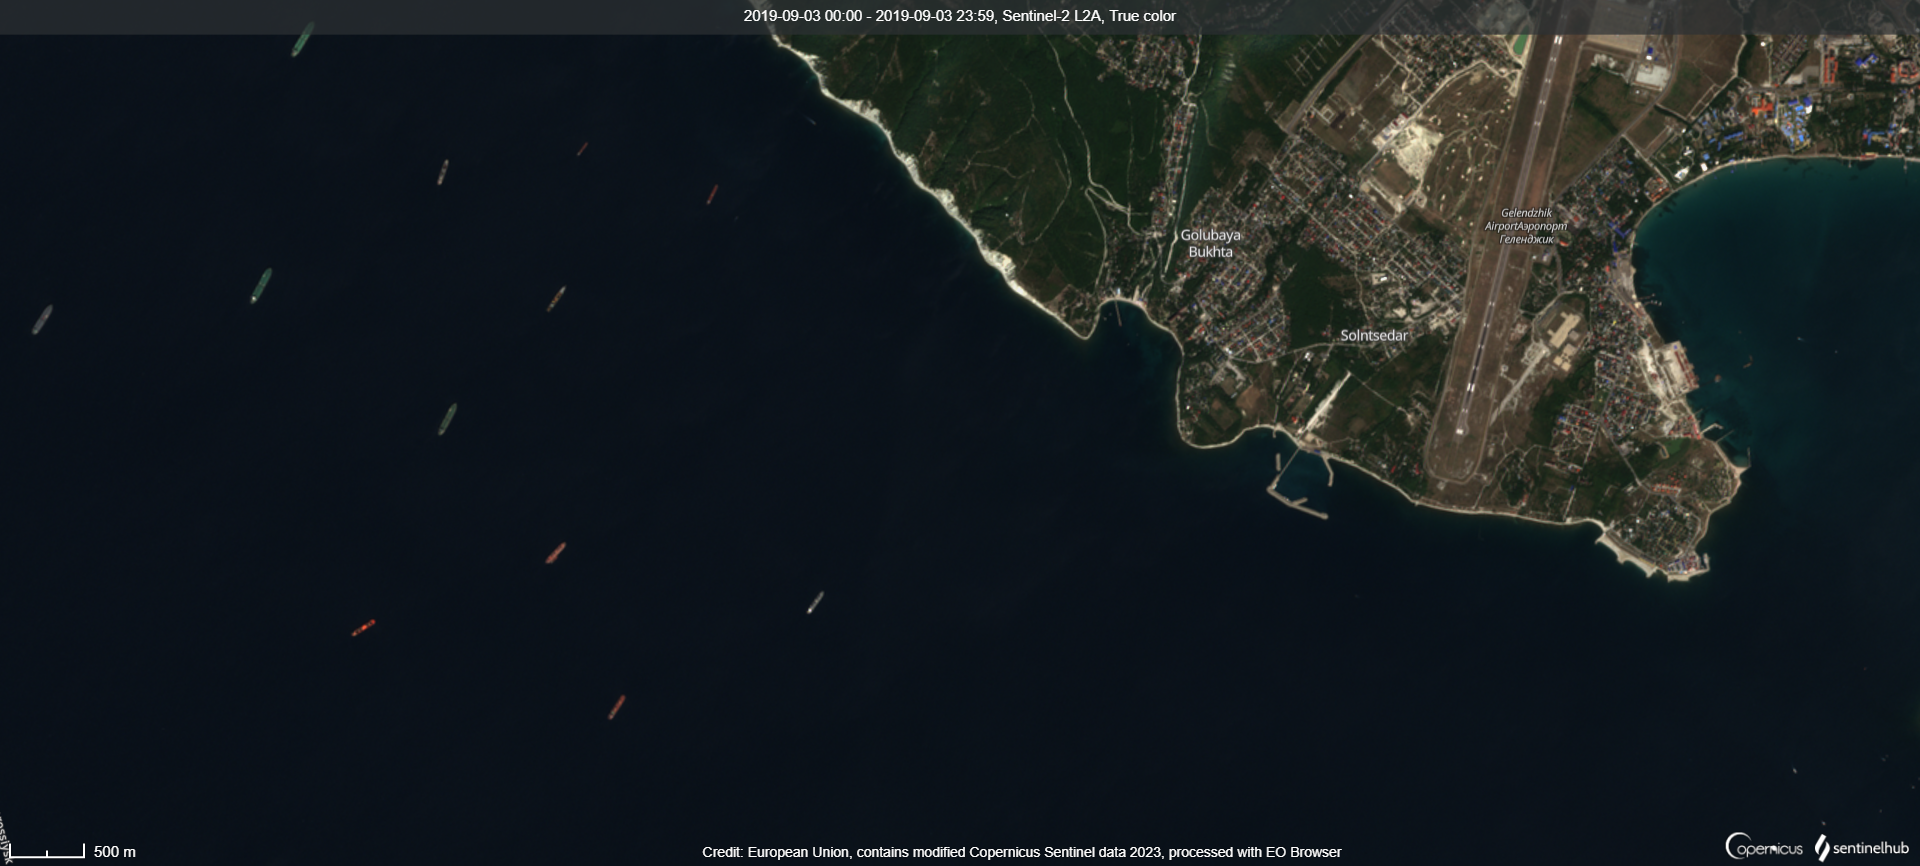 2019-09-03 00:00 - 2019-09-03 23:59, Sentinel-2 L2A, True color
Gelendzhik
AirportАэропорт
Геленджик
Golubaya
Bukhta
Solntsedar
500 m
Credit: European Union, contains modified Copernicus Sentinel data 2023, processed with EO Browser
Copernicus
sentinelhub